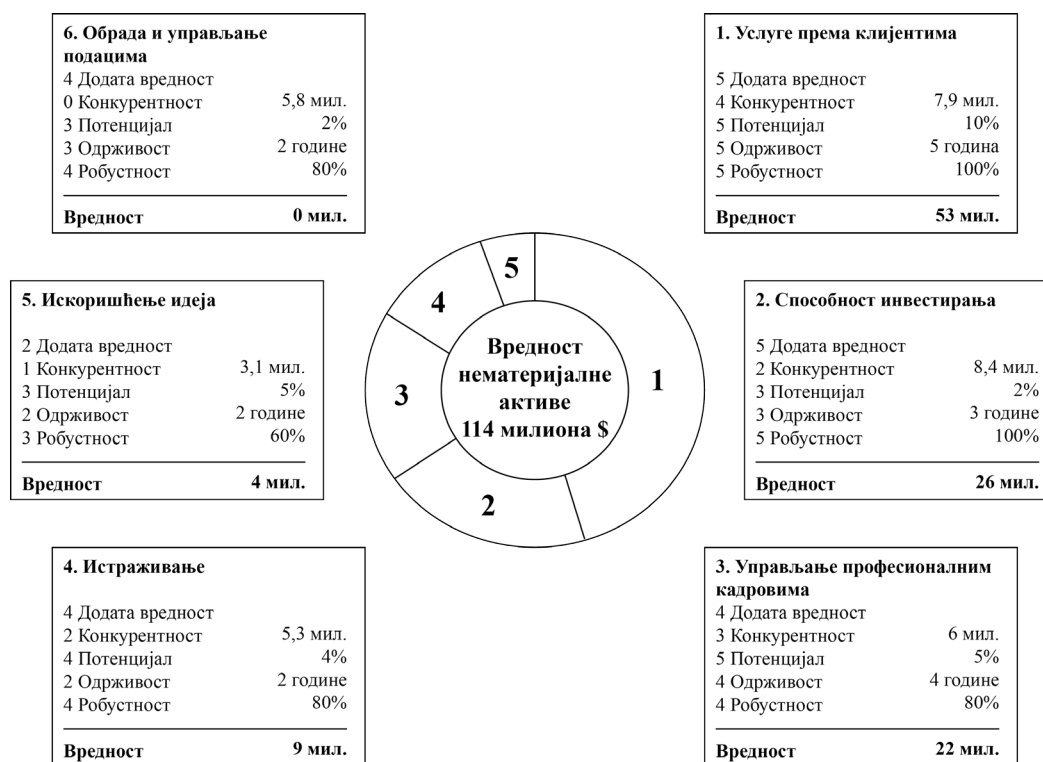 6. Обрада и управљање
подацима
4 Додата вредност
0 Конкурентност 5,8 мил.
3 Потенцијал 2%
3 Одрживост 2 године
4 Робустност 80%
Вредност 0 мил.
1. Услуге према клијентима
5 Додата вредност
4 Конкурентност 7,9 мил.
5 Потенцијал 10%
5 Одрживост 5 година
5 Робустност 100%
Вредност 53 мил.
5. Искоришћење идеја
2 Додата вредност
1 Конкурентност 3,1 мил.
3 Потенцијал 5%
2 Одрживост 2 године
3 Робустност 60%
Вредност 4 мил.
5
4
3
2
1
Вредност
нематеријалне
активе
114 милиона $
2. Способност инвестирања
5 Додата вредност
2 Конкурентност 8,4 мил.
3 Потенцијал 2%
3 Одрживост 3 године
5 Робустност 100%
Вредност 26 мил.
4. Истраживање
4 Додата вредност
2 Конкурентност 5,3 мил.
4 Потенцијал 4%
2 Одрживост 2 године
4 Робустност 80%
Вредност 9 мил.
3. Управљање професионалним
кадровима
4 Додата вредност
3 Конкурентност 6 мил.
5 Потенцијал 5%
4 Одрживост 4 године
4 Робустност 80%
Вредност 22 мил.